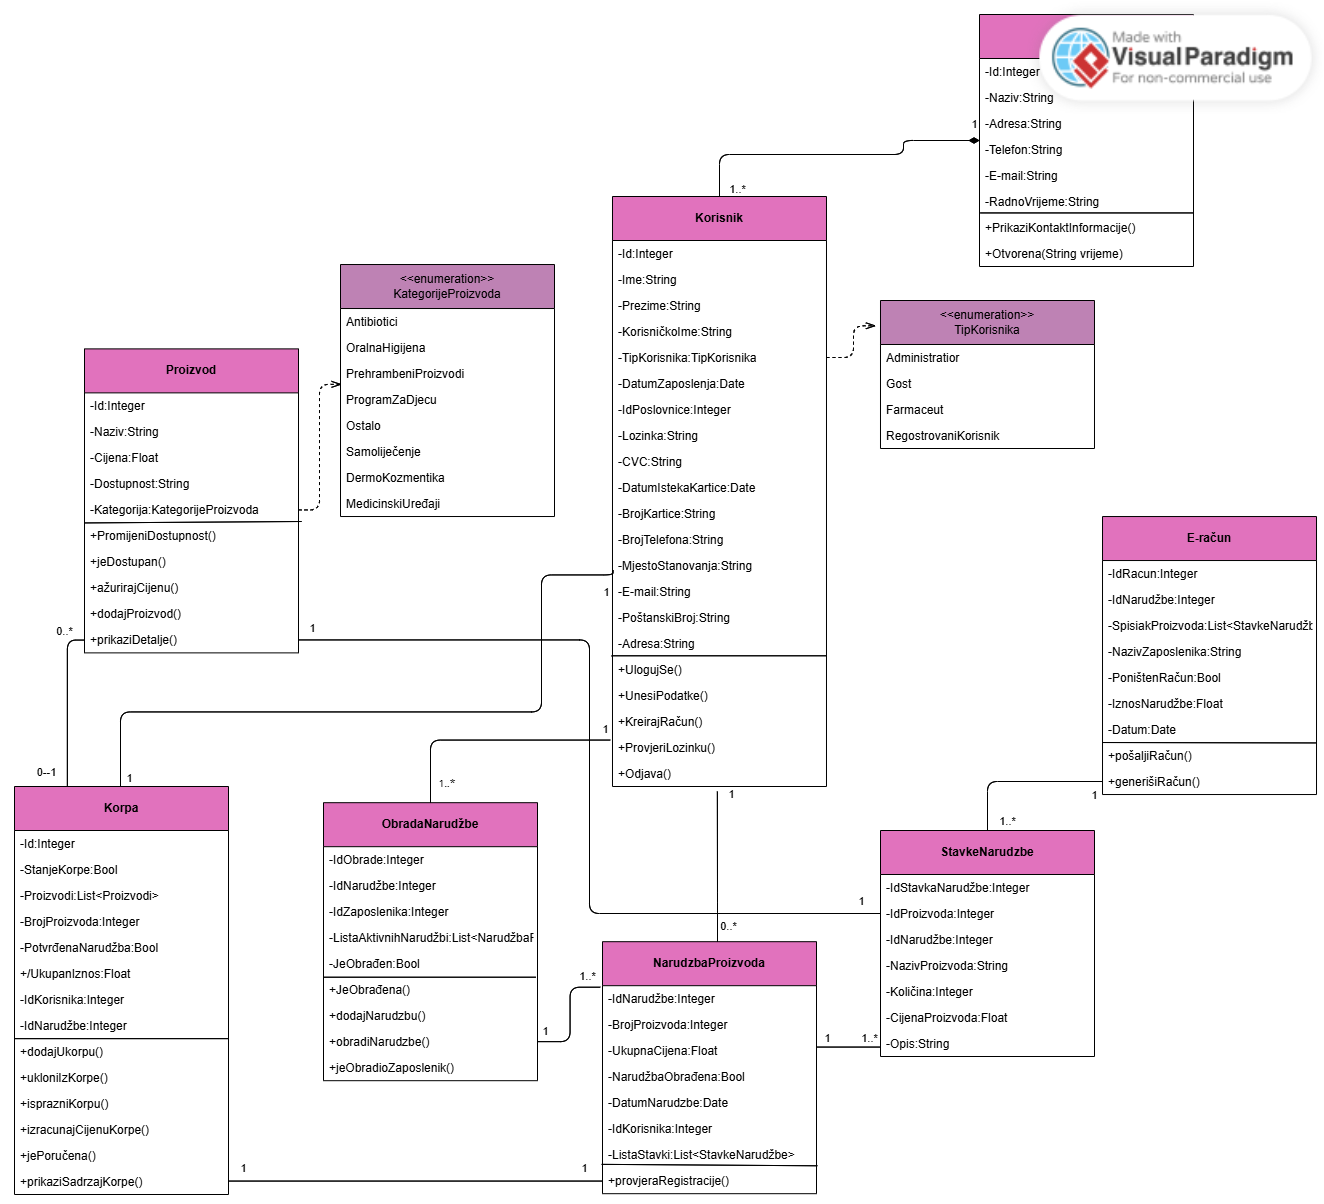 Made with
Visual Paradigm
For non-commercial use
-Id:Integer
-Naziv:String
-Adresa:String
-Telefon:String
-E-mail:String
-RadnoVrijeme:String
+PrikaziKontaktInformacije()
+Otvorena(String vrijeme)
1
1..*
Korisnik
-Id:Integer
-Ime:String
-Prezime:String
-KorisničkoIme:String
-TipKorisnika:TipKorisnika
-DatumZaposlenja:Date
-IdPoslovnice:Integer
-Lozinka:String
-CVC:String
-DatumIstekaKartice:Date
-BrojKartice:String
-BrojTelefona:String
-MjestoStanovanja:String
-E-mail:String
-PoštanskiBroj:String
-Adresa:String
+UlogujSe()
+UnesiPodatke()
+KreirajRačun()
+ProvjeriLozinku()
+Odjava()
<<enumeration>>
KategorijeProizvoda
Antibiotici
OralnaHigijena
PrehrambeniProizvodi
ProgramZaDjecu
Ostalo
Samoliječenje
DermoKozmentika
MedicinskiUređaji
<<enumeration>>
TipKorisnika
Administratior
Gost
Farmaceut
RegostrovaniKorisnik
Proizvod
-Id:Integer
-Naziv:String
-Cijena:Float
-Dostupnost:String
-Kategorija:KategorijeProizvoda
+PromijeniDostupnost()
+jeDostupan()
+ažurirajCijenu()
+dodajProizvod()
+prikaziDetalje()
0..*
1
1
1
0--1
1
1..*
1
E-račun
-IdRacun:Integer
-IdNarudžbe:Integer
-SpisiakProizvoda:List<StavkeNarudžt
-NazivZaposlenika:String
-PoništenRačun:Bool
-IznosNarudžbe:Float
-Datum:Date
+pošaljiRačun()
+generišiRačun()
1
1..*
Korpa
-Id:Integer
-StanjeKorpe:Bool
-Proizvodi:List<Proizvodi>
-BrojProizvoda:Integer
-PotvrđenaNarudžba:Bool
+/UkupanIznos:Float
-IdKorisnika:Integer
-IdNarudžbe:Integer
+dodajUkorpu()
+ukloniIzKorpe()
+isprazniKorpu()
+izracunajCijenuKorpe()
+jePoručena()
+prikaziSadrzajKorpe()
ObradaNarudžbe
-IdObrade:Integer
-IdNarudžbe:Integer
-IdZaposlenika:Integer
-ListaAktivnihNarudžbi:List<NarudžbaF
-JeObrađen:Bool
+JeObrađena()
+dodajNarudzbu()
+obradiNarudzbe()
+jeObradioZaposlenik()
StavkeNarudzbe
-IdStavkaNarudžbe:Integer
-IdProizvoda:Integer
-IdNarudžbe:Integer
-NazivProizvoda:String
-Količina:Integer
-CijenaProizvoda:Float
-Opis:String
1
0..*
NarudzbaProizvoda
-IdNarudžbe:Integer
-BrojProizvoda:Integer
-UkupnaCijena:Float
-NarudžbaObrađena:Bool
-DatumNarudzbe:Date
-IdKorisnika:Integer
-ListaStavki:List<StavkeNarudžbe>
+provjeraRegistracije()
1..*
1
1
1..*
1
1